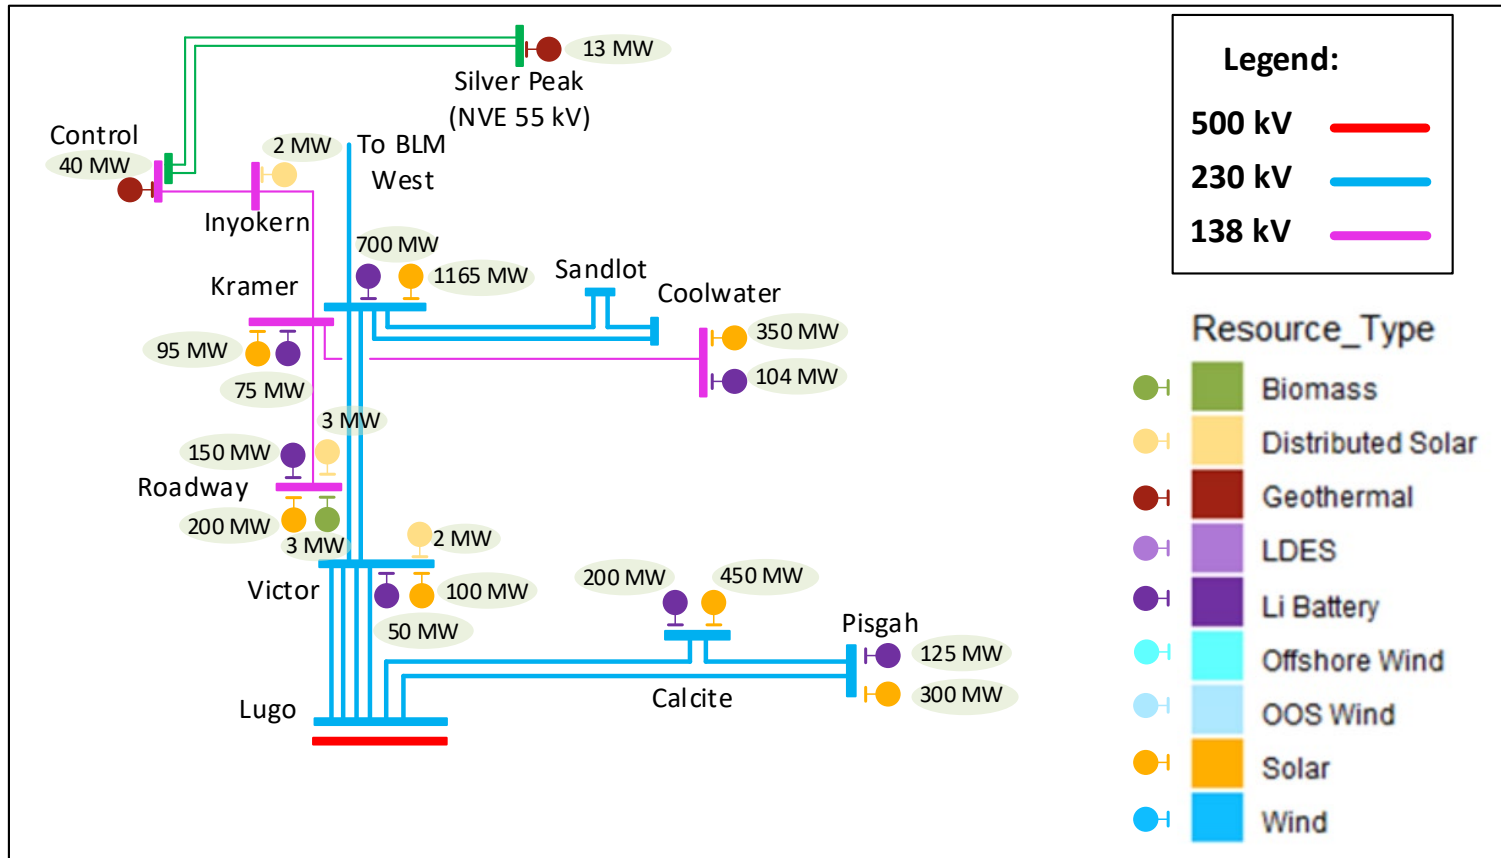 13 MW
Silver Peak
(NVE 55 kV)
Control
40 MW
2 MW
To BLM
West
Inyokern
700 MW
1165 MW
Kramer
Sandlot
Coolwater
350 MW
104 MW
95 MW
75 MW
3 MW
150 MW
Roadway
200 MW
3 MW
2 MW
Victor
100 MW
50 MW
200 MW
450 MW
Pisgah
125 MW
300 MW
Calcite
Lugo
Legend:
500 kV
230 kV
138 kV
Resource_Type
Biomass
Distributed Solar
Geothermal
LDES
Li Battery
Offshore Wind
OOS Wind
Solar
Wind